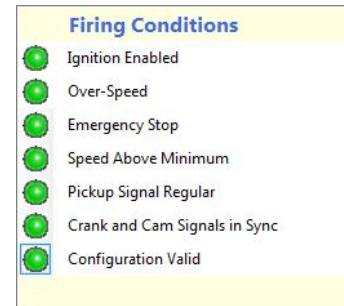 Firing Conditions
Ignition Enabled
Over-Speed
Emergency Stop
Speed Above Minimum
Pickup Signal Regular
Crank and Cam Signals in Sync
Configuration Valid